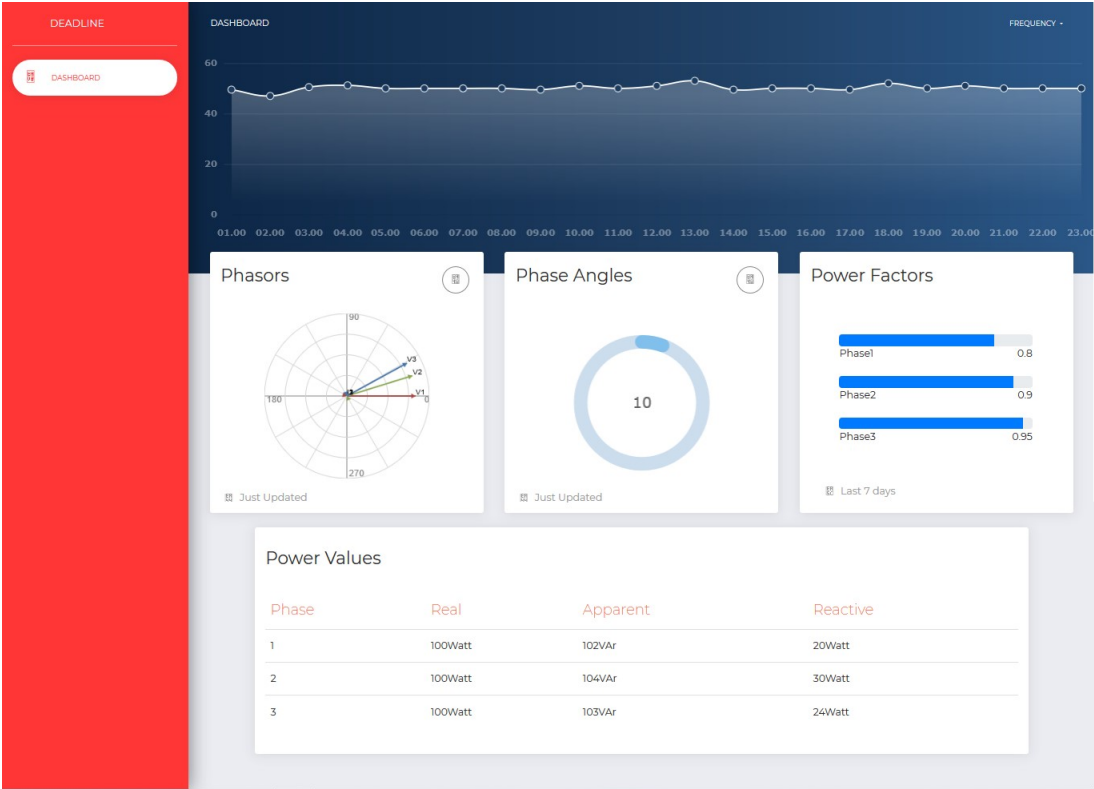 DEADLINE
DASHBOARD
DASHBOARD
FREQUENCY
60
40
20
0
01.00 02.00 03.00 04.00 05.00 06.00 07.00 08.00 09.00 10.00 11.00 12.00 13.00 14.00 15.00 16.00 17.00 18.00 19.00 20.00 21.00 22.00 23.0
Phasors
90
V3
V2
V1
180
0
270
Just Updated
Phase Angles
10
Just Updated
Power Factors
Phase1 0.8
Phase2 0.9
Phase3 0.95
Last 7 days
Power Values
Phase Real Apparent Reactive
1 100Watt 102VAr 20Watt
2 100Watt 104VAr 30Watt
3 100Watt 103VAr 24Watt